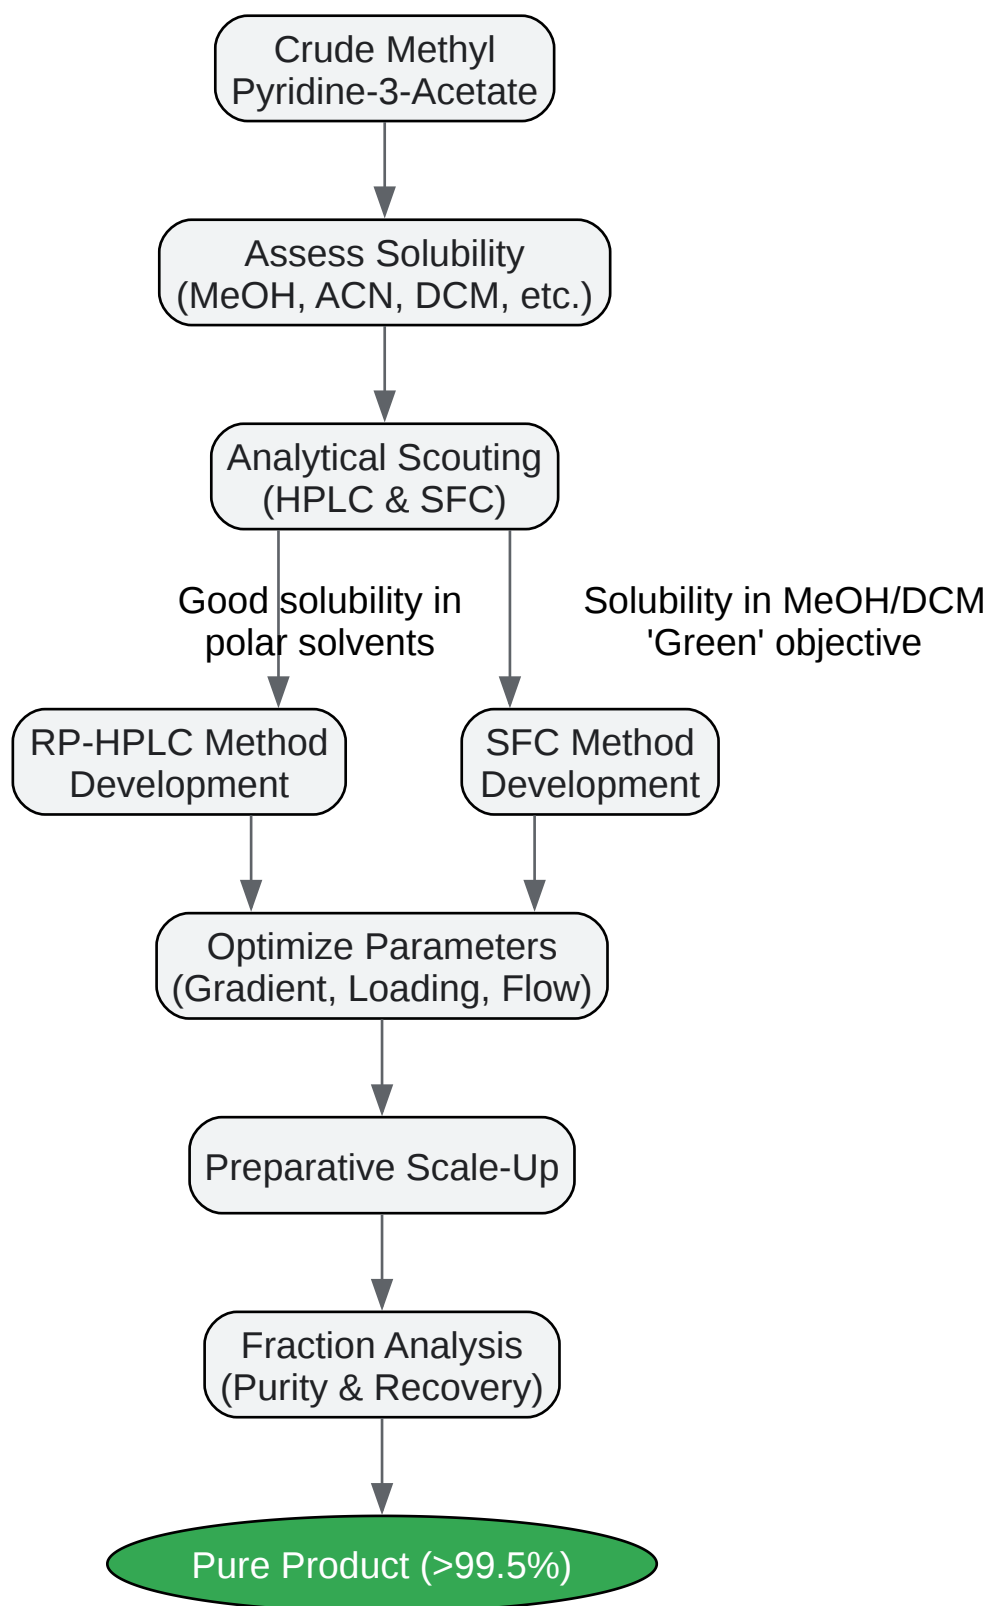 Crude Methyl
Pyridine-3-Acetate
Assess Solubility
(MeOH, ACN, DCM, etc.)
Analytical Scouting
(HPLC & SFC)
Good solubility in
polar solvents
Solubility in MeOH/DCM
'Green' objective
RP-HPLC Method
Development
SFC Method
Development
Optimize Parameters
(Gradient, Loading, Flow)
Preparative Scale-Up
Fraction Analysis
(Purity & Recovery)
Pure Product (>99.5%)